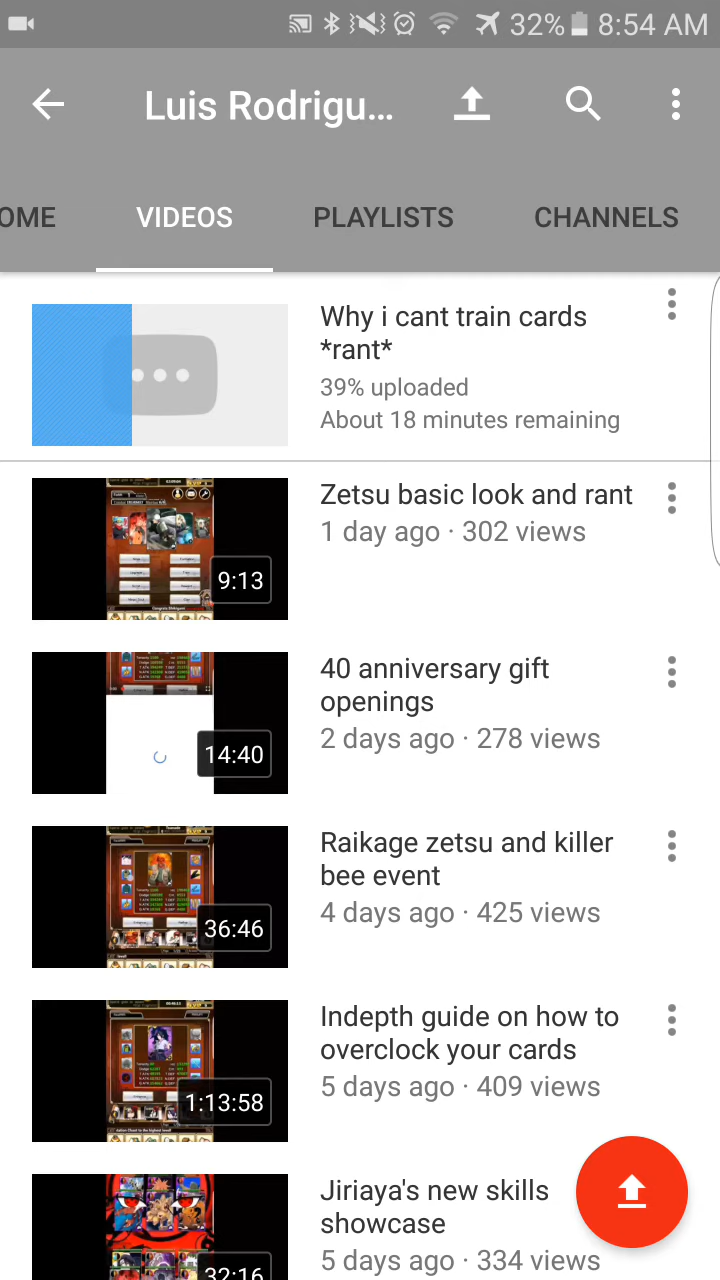 32% 8:54 AM
Luis Rodrigu...
OME VIDEOS PLAYLISTS CHANNELS
Why i cant train cards
*rant*
39% uploaded
About 18 minutes remaining
Zetsu basic look and rant
1 day ago · 302 views
9:13
40 anniversary gift
openings
2 days ago · 278 views
14:40
Raikage zetsu and killer
bee event
4 days ago · 425 views
36:46
Indepth guide on how to
overclock your cards
5 days ago · 409 views
1:13:58
Jiriaya's new skills
showcase
5 days ago · 334 views
32:16